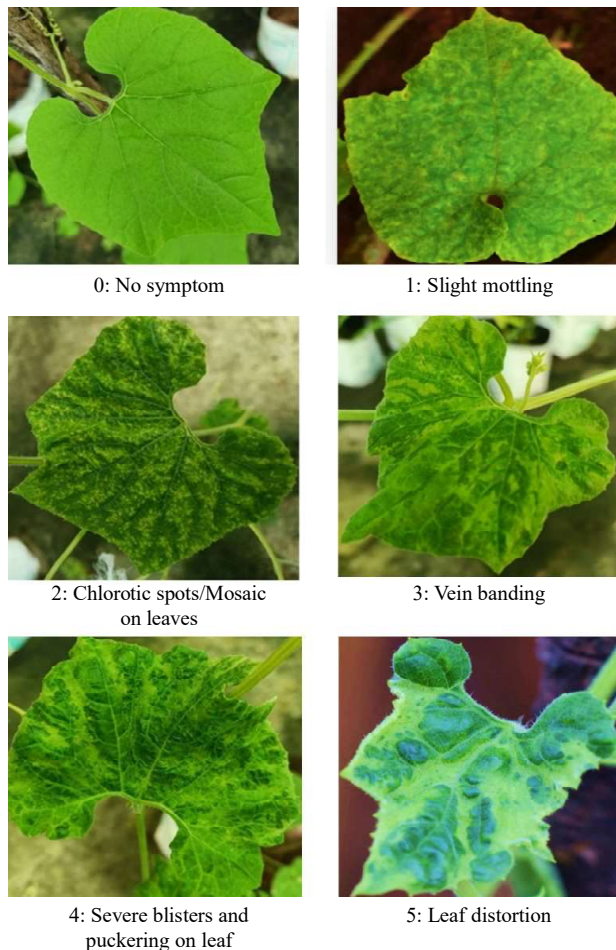 0: No symptom
1: Slight mottling
2: Chlorotic spots/Mosaic
on leaves
3: Vein banding
4: Severe blisters and
puckering on leaf
5: Leaf distortion